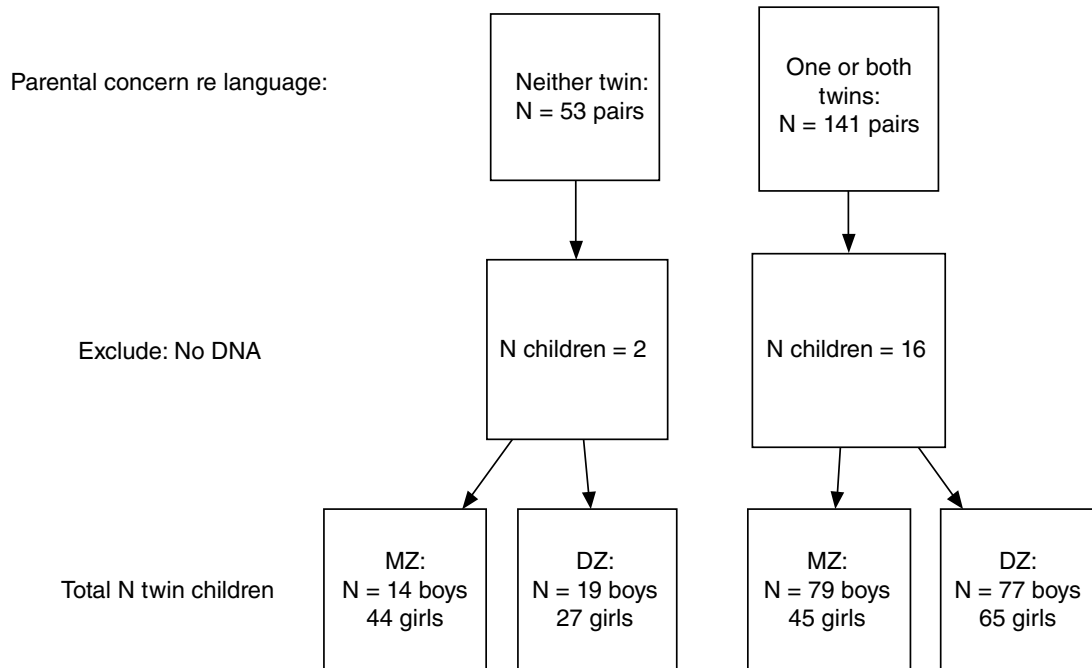 Parental concern re language:
Neither twin:
N = 53 pairs
One or both
twins:
N = 141 pairs
Exclude: No DNA
N children = 2
N children = 16
Total N twin children
MZ:
N = 14 boys
44 girls
DZ:
N = 19 boys
27 girls
MZ:
N = 79 boys
45 girls
DZ:
N = 77 boys
65 girls